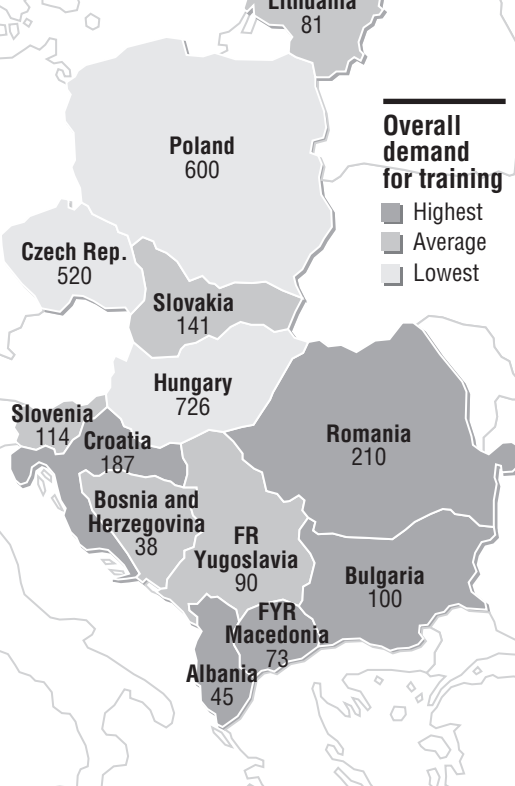 Lithuania
81
Poland
600
Overall
demand
for training
Highest
Average
Lowest
Czech Rep.
520
Slovakia
141
Hungary
726
Slovenia
114
Croatia
187
Romania
210
Bosnia and
Herzegovina
38
FR
Yugoslavia
90
Bulgaria
100
FYR
Macedonia
73
Albania
45